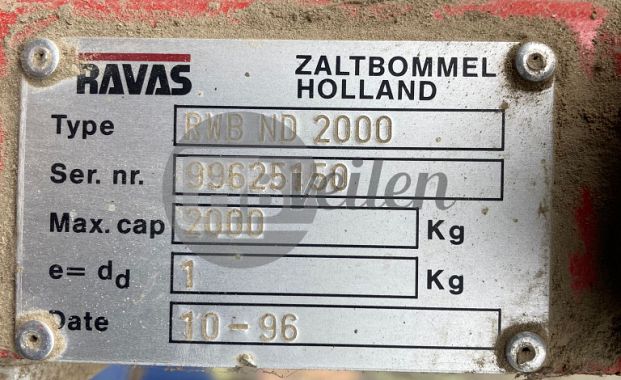 RAVAS ZALTBOMMEL
HOLLAND
Type RWB ND 2000
Ser. nr. 99625150
Max. cap 2000 Kg
e= dd 1 Kg
Date 10-96
veilen